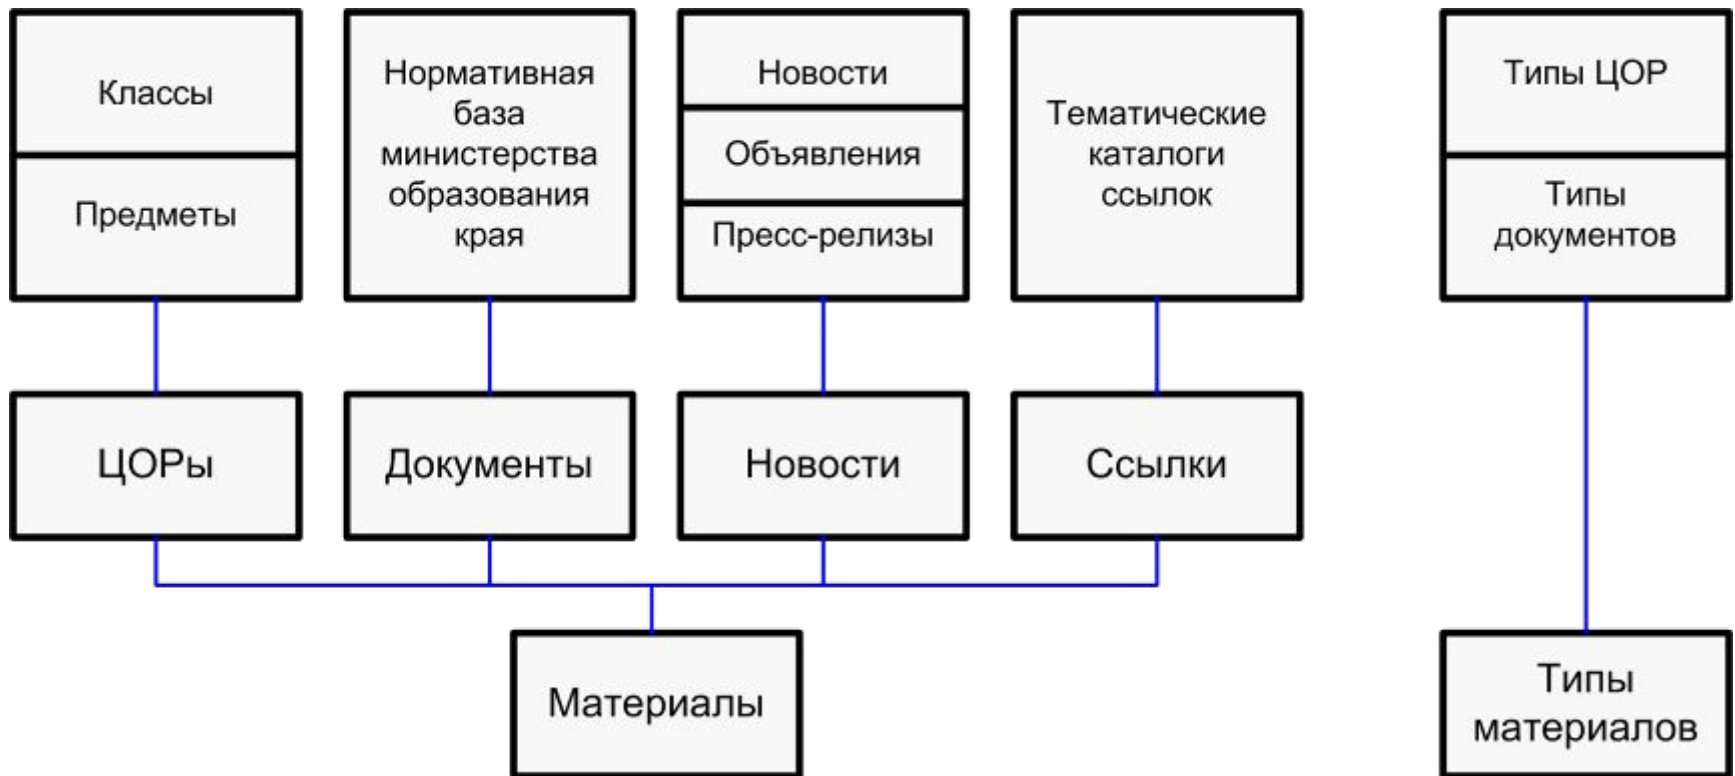 Классы
Предметы
Нормативная
база
министерства
образования
края
Новости
Объявления
Пресс-релизы
Тематические
каталоги
ссылок
Типы ЦОР
Типы
документов
ЦОРы
Документы
Новости
Ссылки
Материалы
Типы
материалов